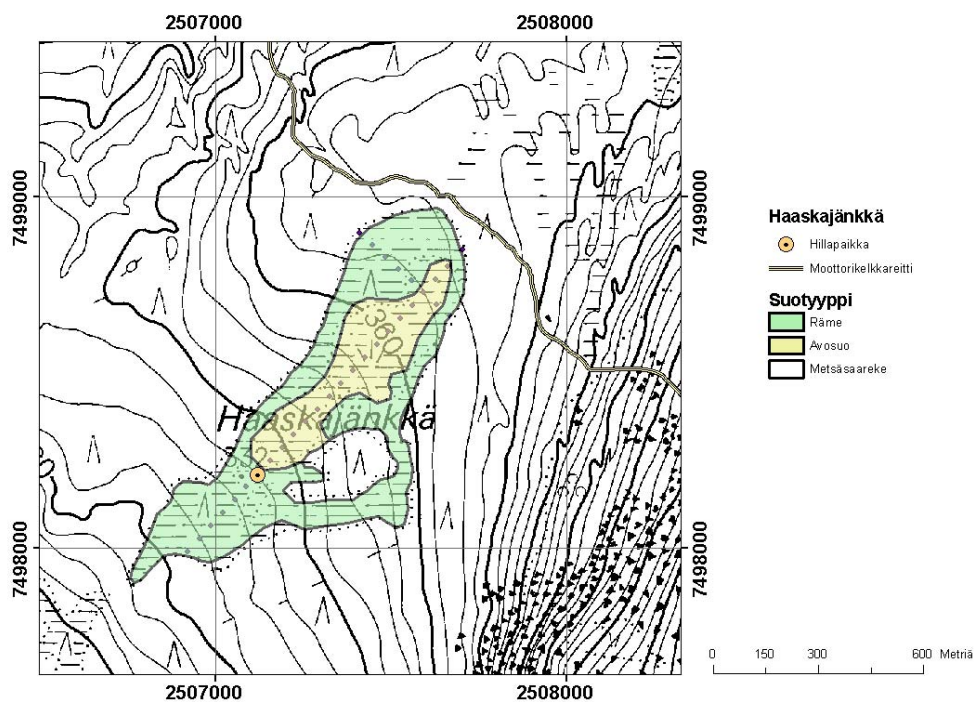 2507000 2508000
7499000 7499000
Haaskajänkkä
Hillapaikka
Moottorikelkkareitti
Suotyyppi
Räme
Avosuo
Metsäsaareke
360
Haaskajänkkä
7498000 7498000
0 150 300 600 Metriä
2507000 2508000